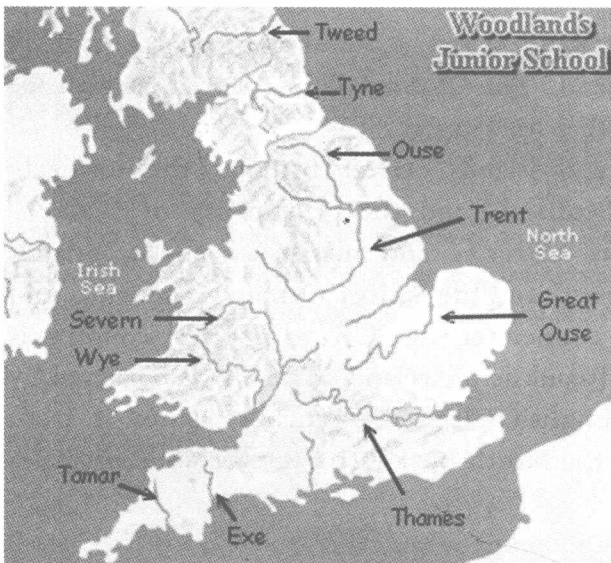 Woodlands
Junior School
Tweed
Tyne
Ouse
Trent
North
Sea
Irish
Sea
Great
Ouse
Severn
Wye
Tamar
Exe
Thames